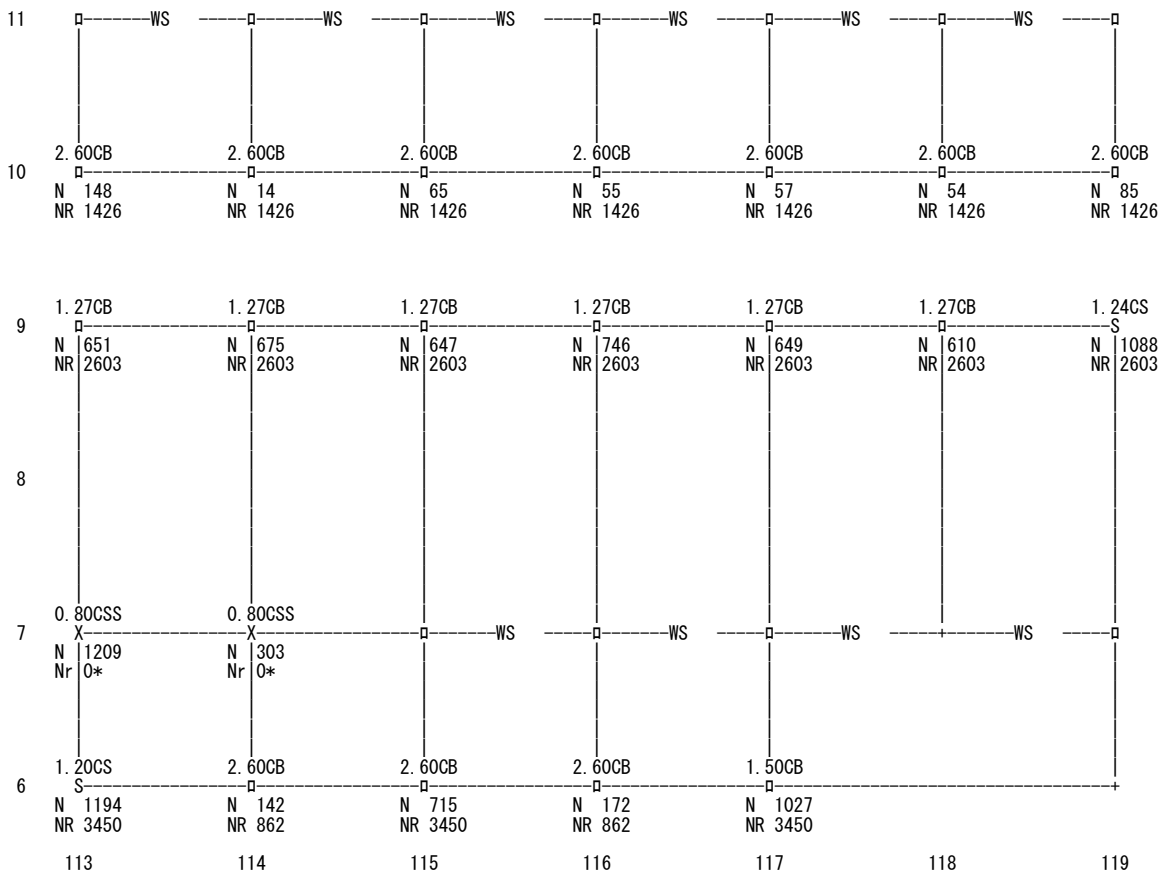 11 WS WS WS WS WS WS
2.60CB 2.60CB 2.60CB 2.60CB 2.60CB 2.60CB 2.60CB
10
N 148 N 14 N 65 N 55 N 57 N 54 N 85
NR 1426 NR 1426 NR 1426 NR 1426 NR 1426 NR 1426 NR 1426
1.27CB 1.27CB 1.27CB 1.27CB 1.27CB 1.27CB 1.24CS
9 S
N 651 N 675 N 647 N 746 N 649 N 610 N 1088
NR 2603 NR 2603 NR 2603 NR 2603 NR 2603 NR 2603 NR 2603
8
0.80CSS 0.80CSS
7 X X WS WS WS WS
N 1209 N 303
Nr 0* Nr 0*
1.20CS 2.60CB 2.60CB 2.60CB 1.50CB
6 S
N 1194 N 142 N 715 N 172 N 1027
NR 3450 NR 862 NR 3450 NR 862 NR 3450
113 114 115 116 117 118 119